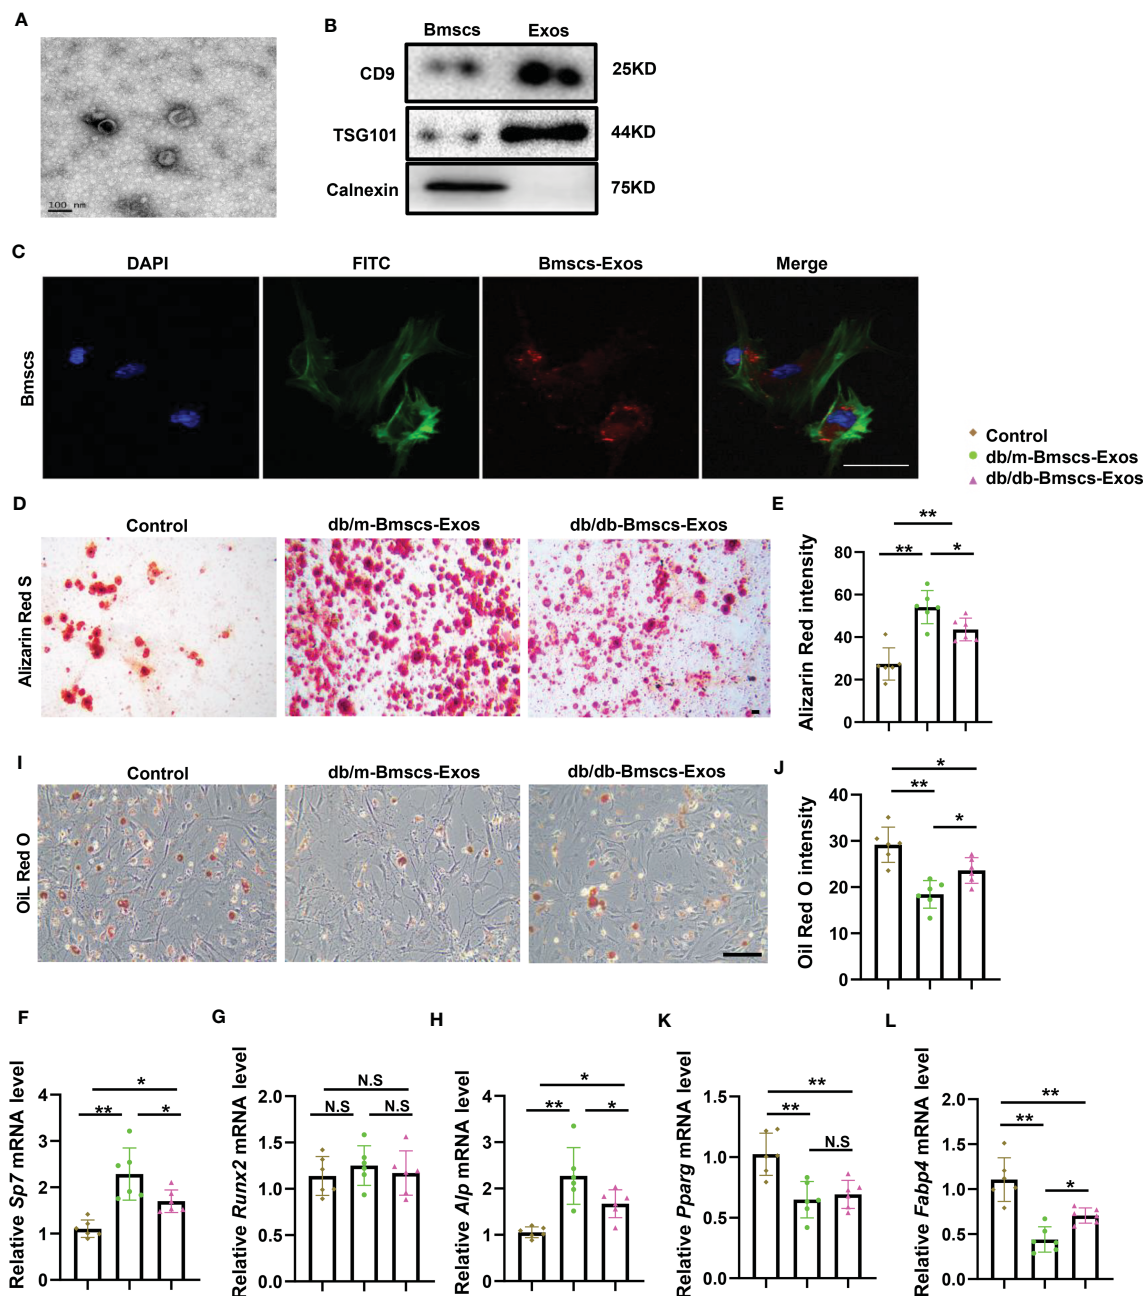 A
100 nm
B
Bmscs Exos
CD9 25KD
TSG101 44KD
Calnexin 75KD
C
DAPI FITC Bmscs-Exos Merge
Bmscs
Control
db/m-Bmscs-Exos
db/db-Bmscs-Exos
D
Control db/m-Bmscs-Exos db/db-Bmscs-Exos
Alizarin Red S
E
Alizarin Red intensity
80
60
40
20
0
**
** *
I
Control db/m-Bmscs-Exos db/db-Bmscs-Exos
OiL Red O
J
Oil Red O intensity
40
30
20
10
0
*
**
*
F
Relative Sp7 mRNA level
4
3
2
1
0
*
** *
G
Relative Runx2 mRNA level
2.0
1.5
1.0
0.5
0.0
N.S
N.S N.S
H
Relative Alp mRNA level
4
3
2
1
0
*
** *
K
Relative Pparg mRNA level
1.5
1.0
0.5
0.0
**
**
N.S
L
Relative Fabp4 mRNA level
2.0
1.5
1.0
0.5
0.0
**
**
*